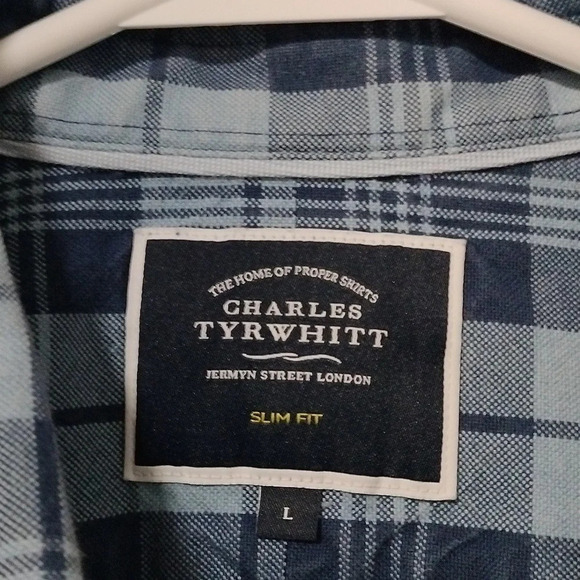 THE HOME OF PROPER SHIRTS
CHARLES
TYRWHITT
JERMYN STREET LONDON
SLIM FIT
L